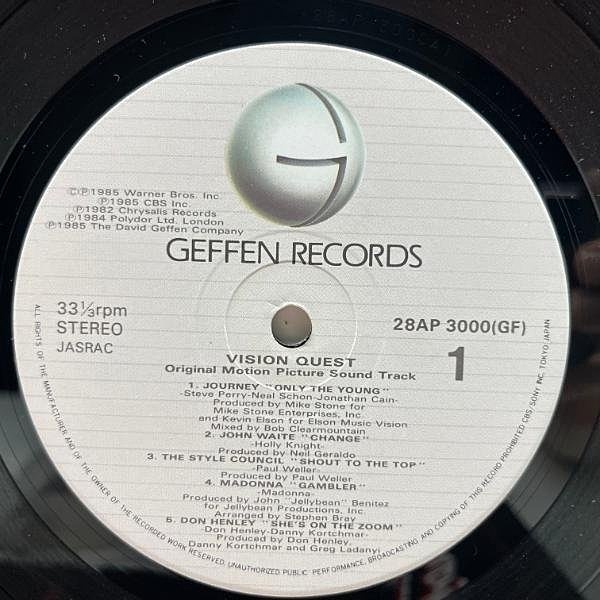 ©℗1985 Warner Bros. Inc.
℗1985 CBS Inc.
℗1982 Chrysalis Records
℗1984 Polydor Ltd. London
℗1985 The David Geffen Company
GEFFEN RECORDS
33⅓rpm
STEREO
JASRAC
28AP 3000(GF)
1
VISION QUEST
Original Motion Picture Sound Track
1. JOURNEY "ONLY THE YOUNG"
-Steve Perry-Neal Schon-Jonathan Cain-
Produced by Mike Stone for
Mike Stone Enterprises, Inc.
and Kevin Elson for Elson Music Vision
Mixed by Bob Clearmountain
2. JOHN WAITE "CHANGE"
-Holly Knight-
Produced by Neil Geraldo
3. THE STYLE COUNCIL "SHOUT TO THE TOP"
-Paul Weller-
Produced by Paul Weller
4. MADONNA "GAMBLER"
-Madonna-
Produced by John "Jellybean" Benitez
for Jellybean Productions, Inc.
Arranged by Stephen Bray
5. DON HENLEY "SHE'S ON THE ZOOM"
-Don Henley-Danny Kortchmar-
Produced by Don Henley,
Danny Kortchmar and Greg Ladanyi
ALL RIGHTS OF THE MANUFACTURER AND OF THE OWNER OF THE RECORDED WORK RESERVED. UNAUTHORIZED PUBLIC PERFORMANCE, BROADCASTING AND COPYING OF THIS RECORD PROHIBITED CBS/SONY INC. TOKYO JAPAN